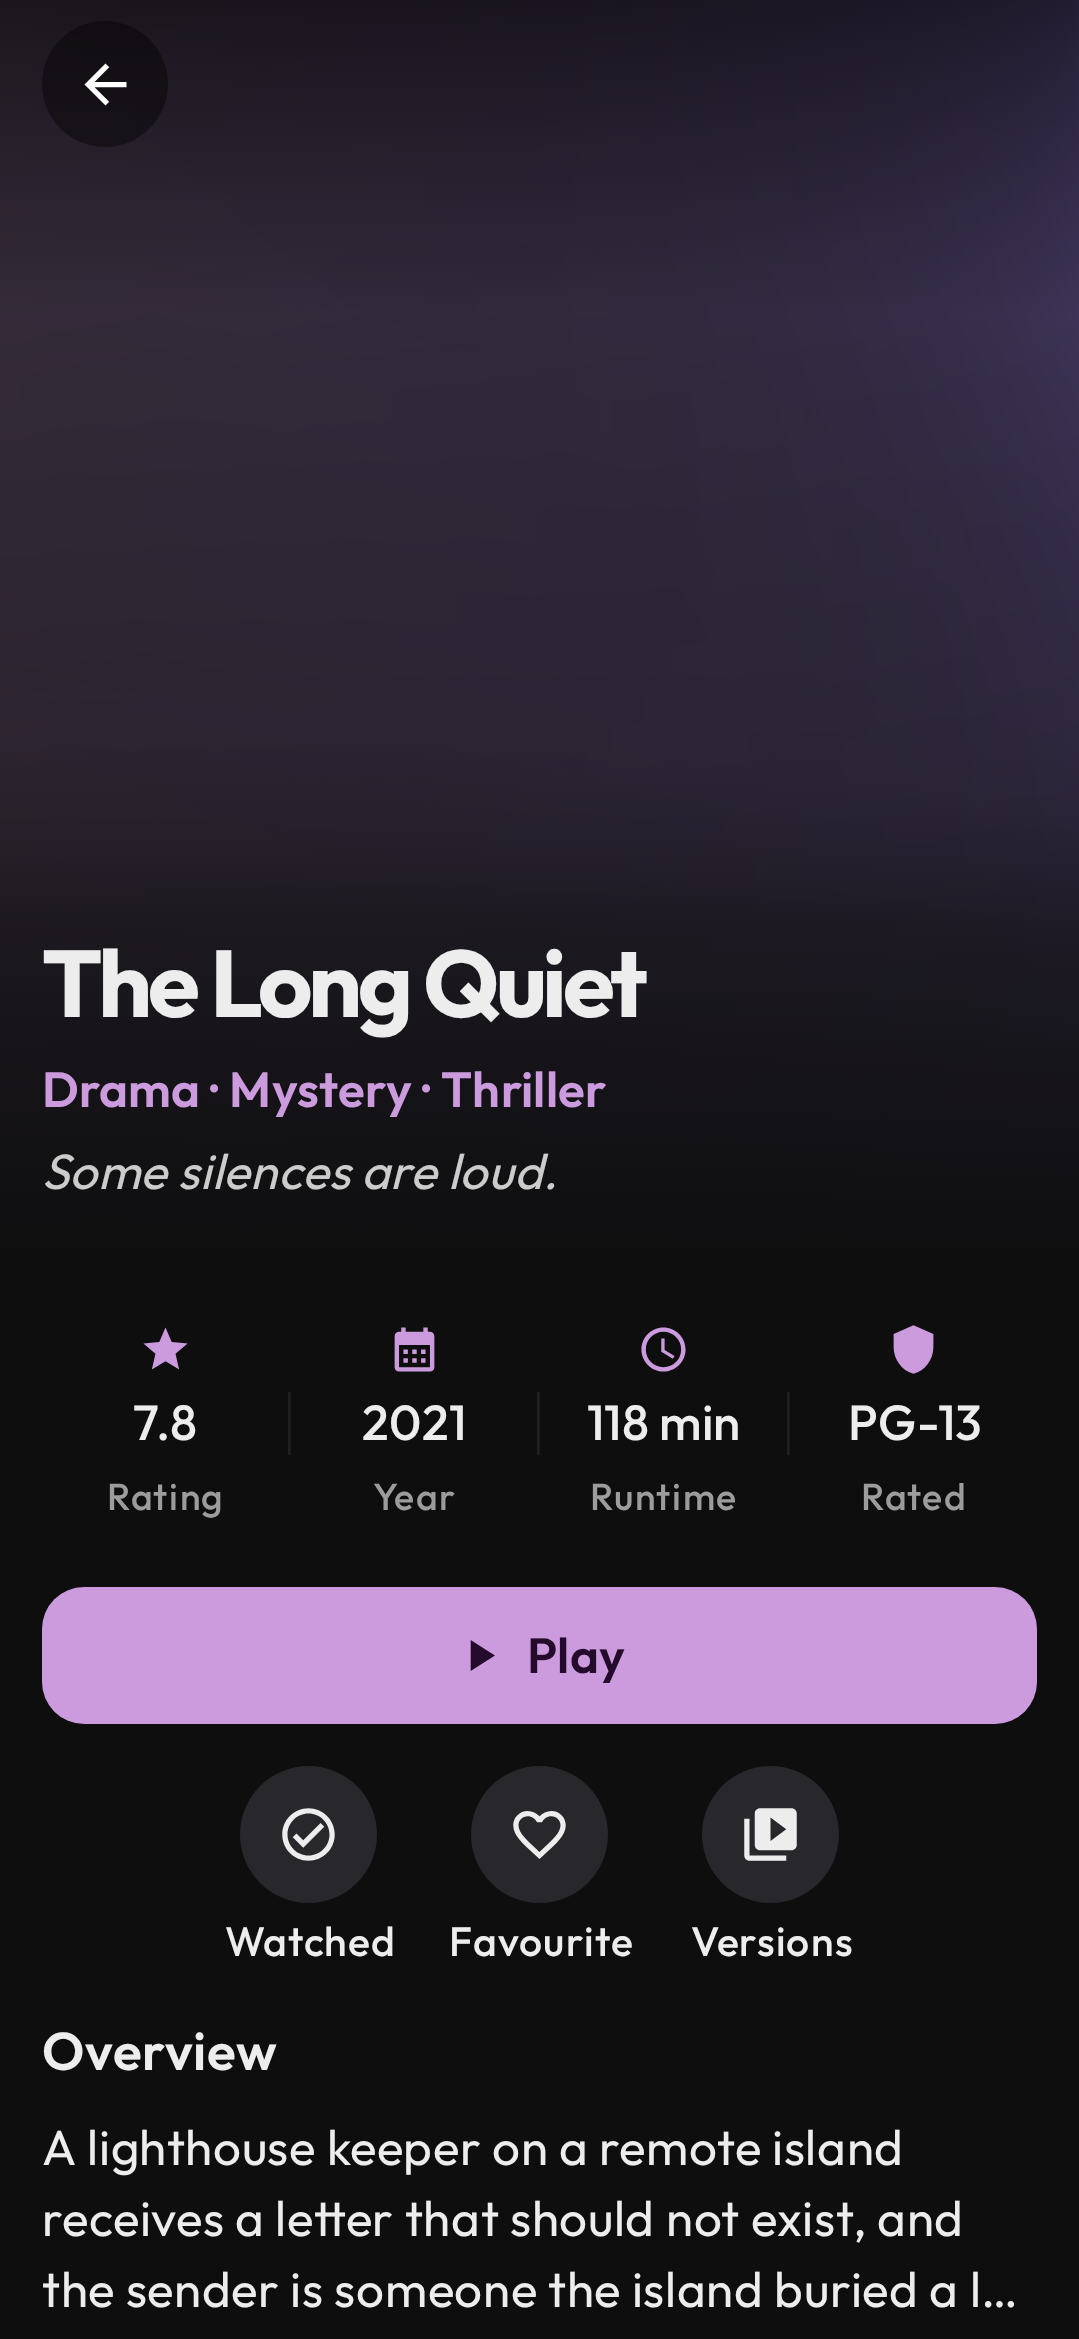 The Long Quiet
Drama · Mystery · Thriller
Some silences are loud.
7.8 2021 118 min PG-13
Rating Year Runtime Rated
Play
Watched Favourite Versions
Overview
A lighthouse keeper on a remote island
receives a letter that should not exist, and
the sender is someone the island buried a l...